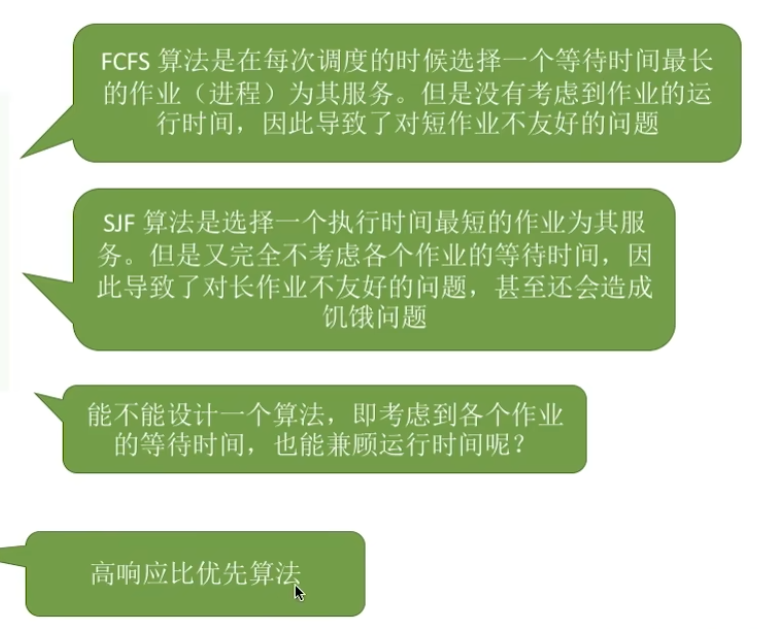 FCFS 算法是在每次调度的时候选择一个等待时间最长
的作业（进程）为其服务。但是没有考虑到作业的运
行时间，因此导致了对短作业不友好的问题
SJF 算法是选择一个执行时间最短的作业为其服
务。但是又完全不考虑各个作业的等待时间，因
此导致了对长作业不友好的问题，甚至还会造成
饥饿问题
能不能设计一个算法，即考虑到各个作业
的等待时间，也能兼顾运行时间呢？
高响应比优先算法